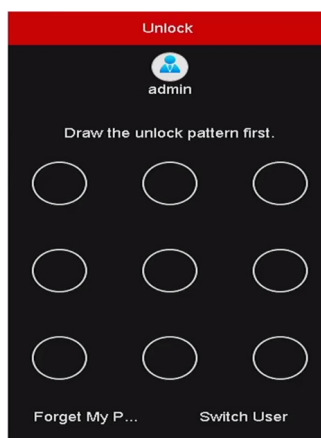 Unlock
admin
Draw the unlock pattern first.
Forget My P...
Switch User